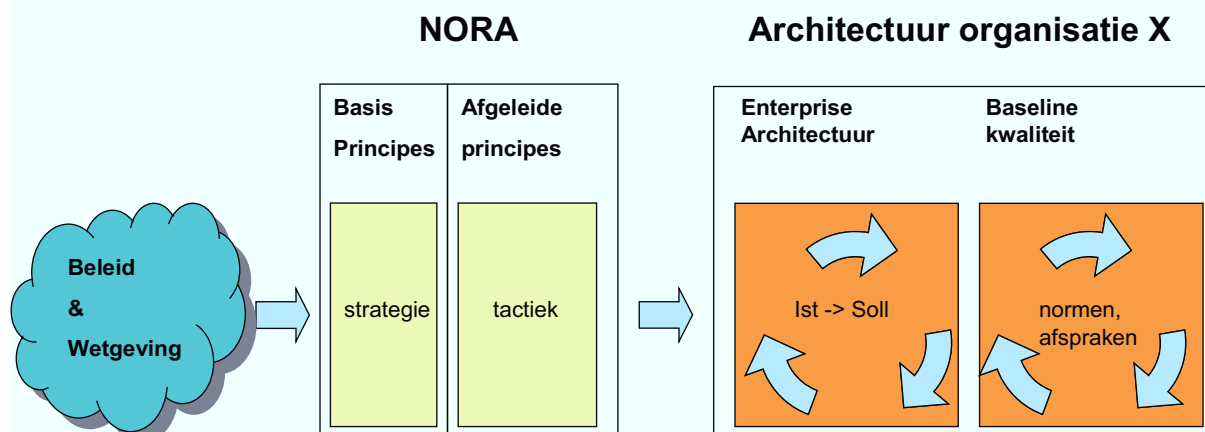 NORA
Architectuur organisatie X
Basis
Principes
Afgeleide
principes
Enterprise
Architectuur
Baseline
kwaliteit
Beleid
&
Wetgeving
strategie
tactiek
Ist -> Soll
normen,
afspraken